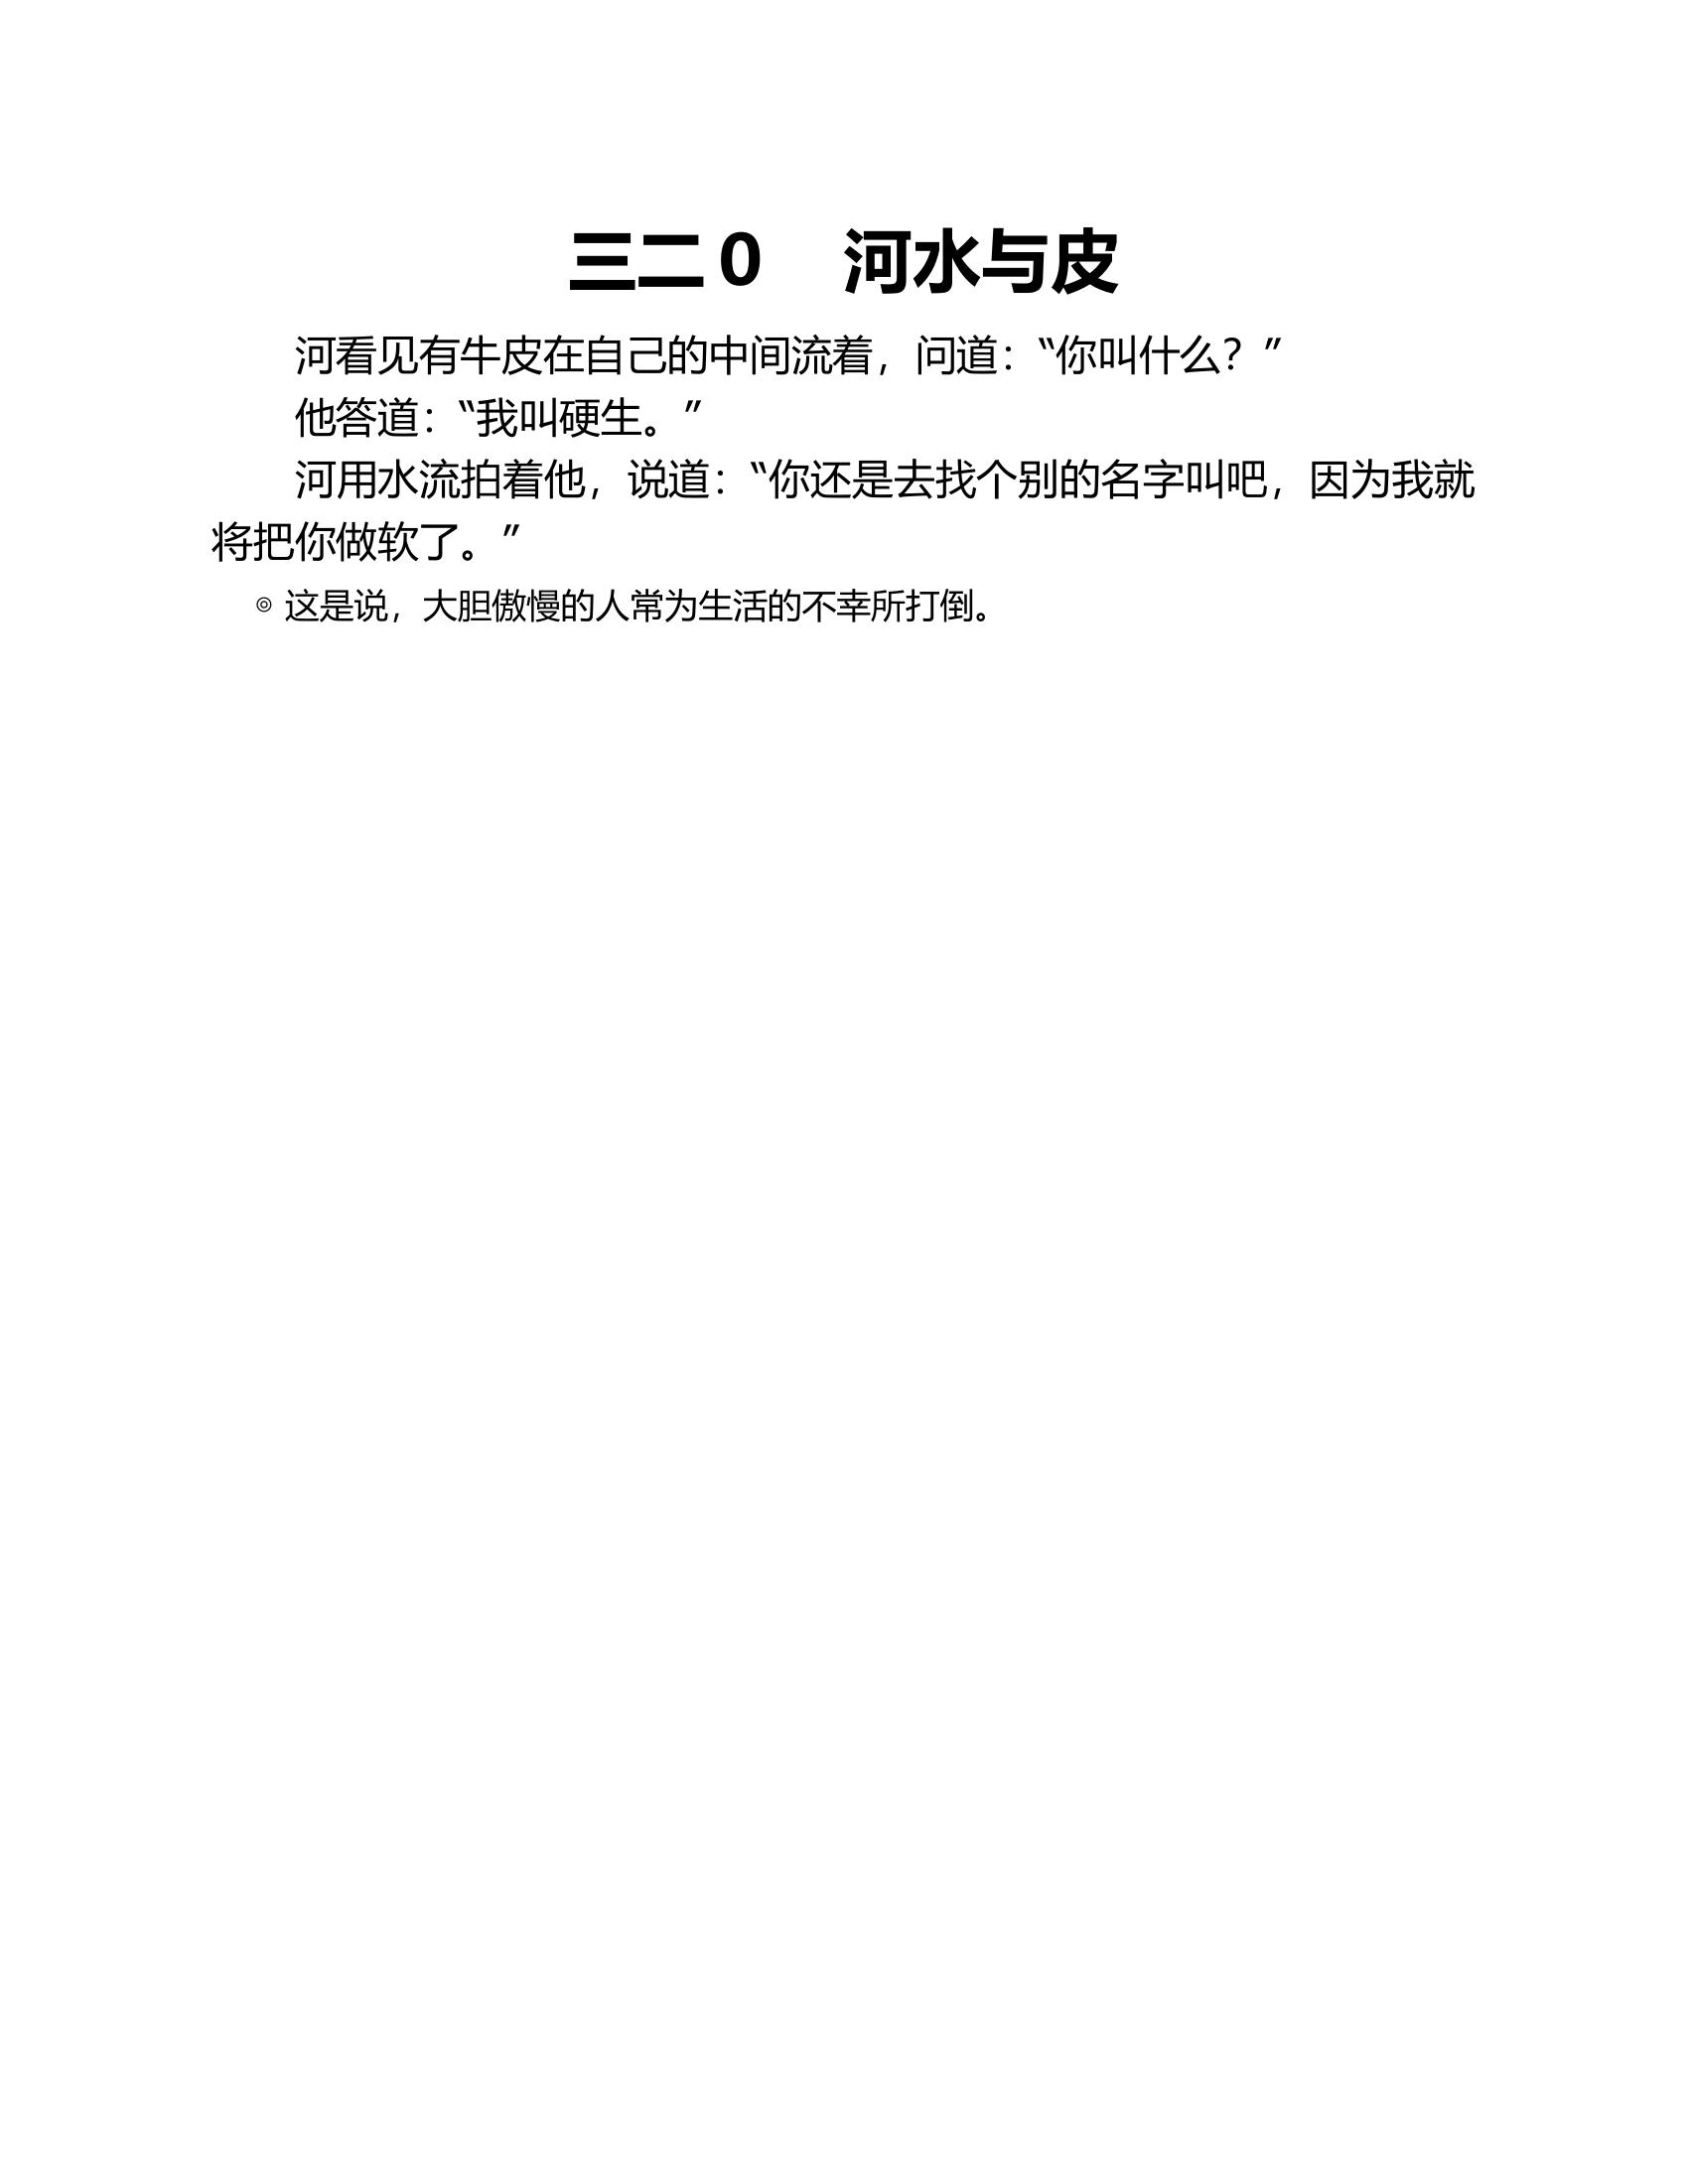 三二０　河水与皮
河看见有牛皮在自己的中间流着，问道：“你叫什么？”
他答道：“我叫硬生。”
河用水流拍着他，说道：“你还是去找个别的名字叫吧，因为我就
将把你做软了。”
◎ 这是说，大胆傲慢的人常为生活的不幸所打倒。